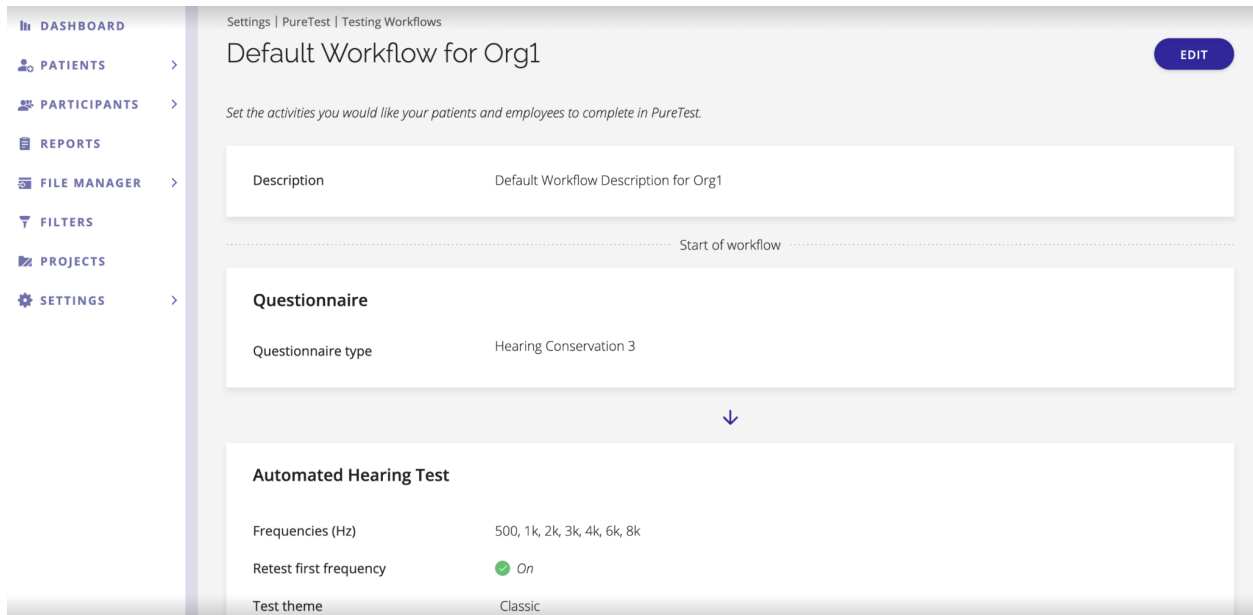 DASHBOARD
PATIENTS
PARTICIPANTS
REPORTS
FILE MANAGER
FILTERS
PROJECTS
SETTINGS
Settings | PureTest | Testing Workflows
Default Workflow for Org1
EDIT
Set the activities you would like your patients and employees to complete in PureTest.
Description Default Workflow Description for Org1
Start of workflow
Questionnaire
Questionnaire type Hearing Conservation 3
Automated Hearing Test
Frequencies (Hz) 500, 1k, 2k, 3k, 4k, 6k, 8k
Retest first frequency On
Test theme Classic